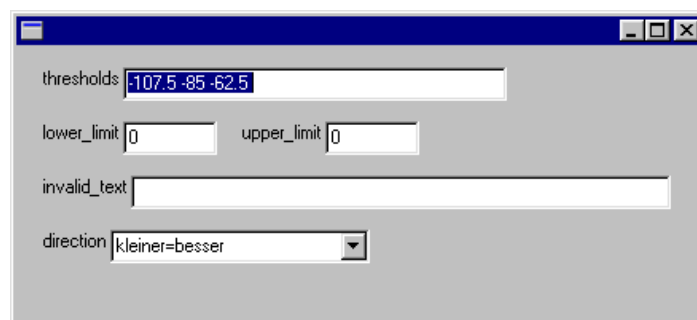 thresholds -107.5 -85 -62.5
lower_limit 0 upper_limit 0
invalid_text
direction kleiner=besser